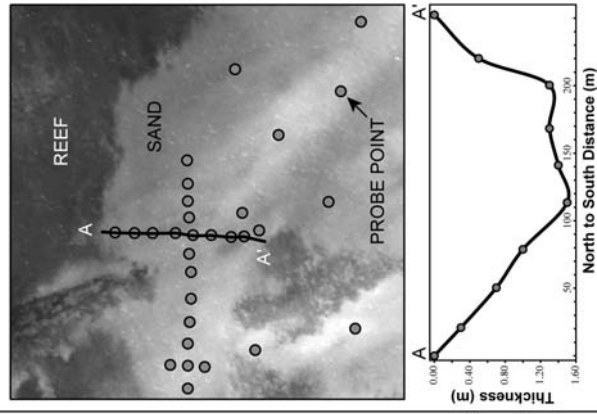 REEF
SAND
A
A'
PROBE POINT
A
A'
0.00
0.40
0.80
1.20
1.60
Thickness (m)
50
100
150
200
North to South Distance (m)